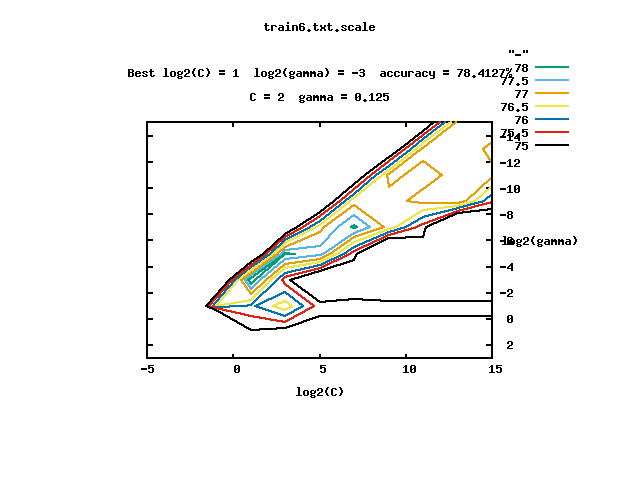 train6.txt.scale
"-"
Best log2(C) = 1  log2(gamma) = -3  accuracy = 78.4127%
78
77.5
C = 2  gamma = 0.125
77
76.5
76
75.5
75
-14
-12
-10
-8
-6
log2(gamma)
-4
-2
0
2
-5 0 5 10 15
log2(C)